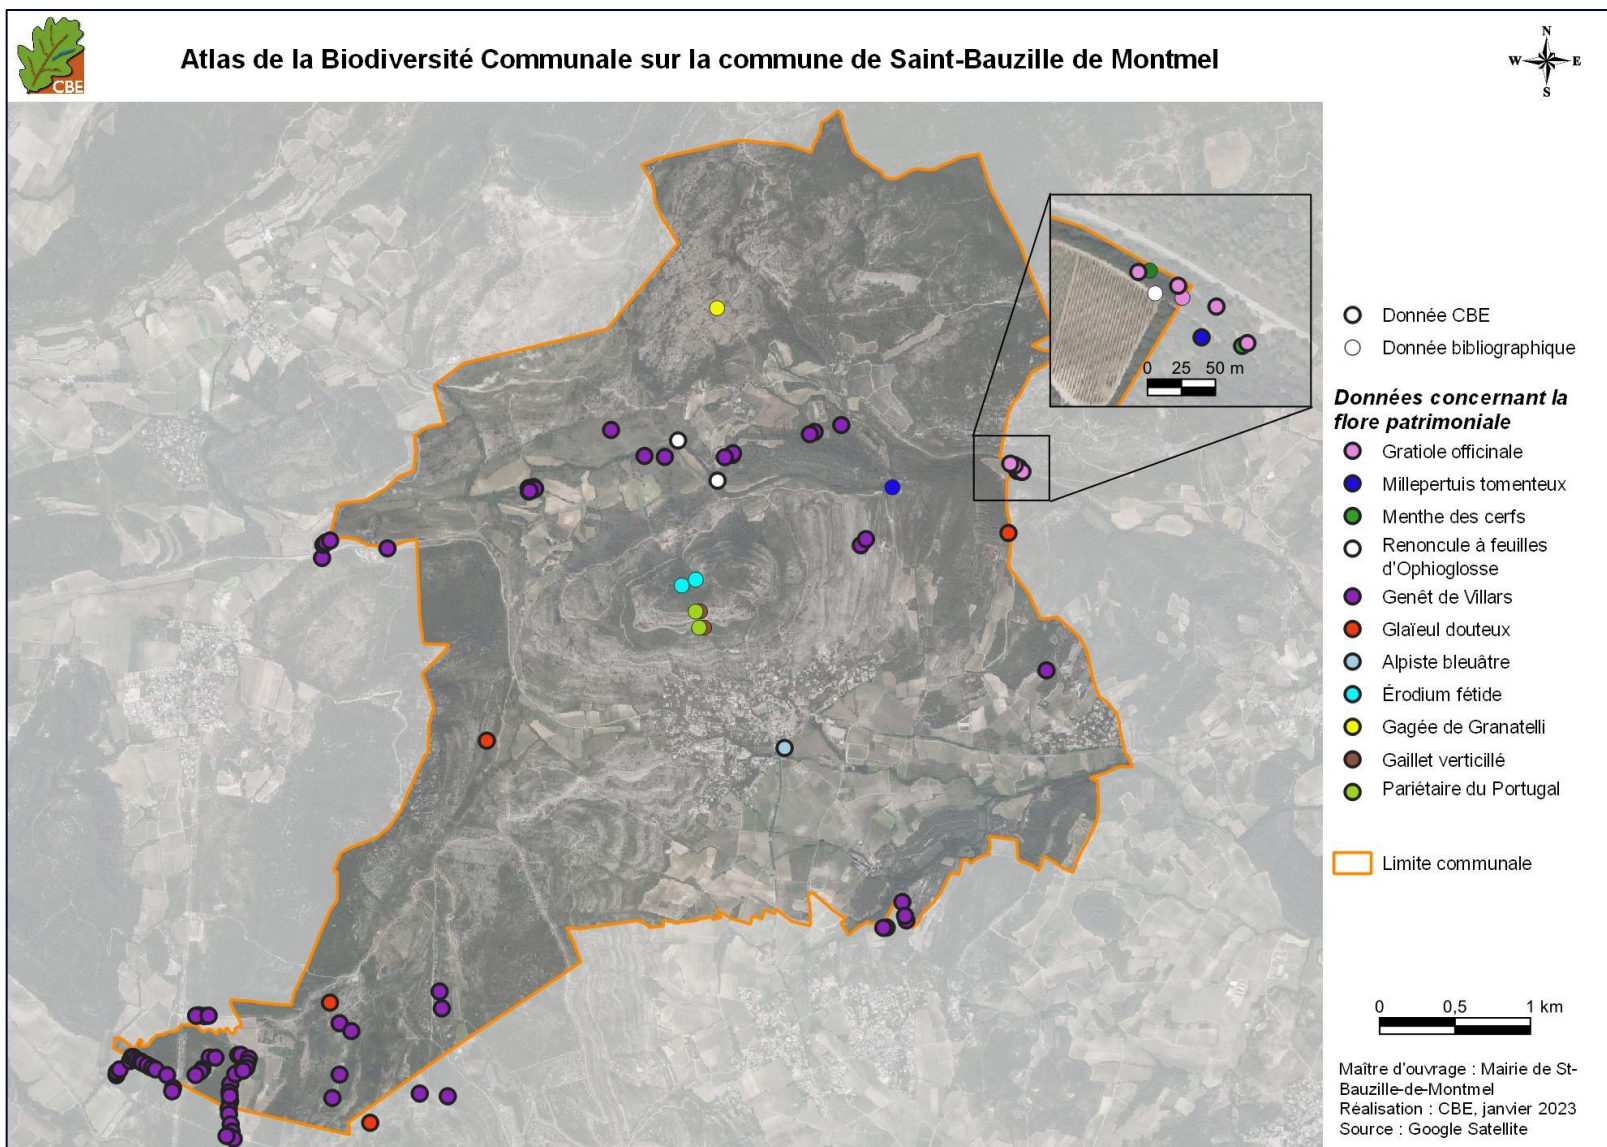 CBE
Atlas de la Biodiversité Communale sur la commune de Saint-Bauzille de Montmel
N
W E
S
0 25 50 m
Donnée CBE
Donnée bibliographique
Données concernant la
flore patrimoniale
Gratiole officinale
Millepertuis tomenteux
Menthe des cerfs
Renoncule à feuilles
d'Ophioglosse
Genêt de Villars
Glaïeul douteux
Alpiste bleuâtre
Érodium fétide
Gagée de Granatelli
Gaillet verticillé
Pariétaire du Portugal
Limite communale
0 0,5 1 km
Maître d'ouvrage : Mairie de St-
Bauzille-de-Montmel
Réalisation : CBE, janvier 2023
Source : Google Satellite